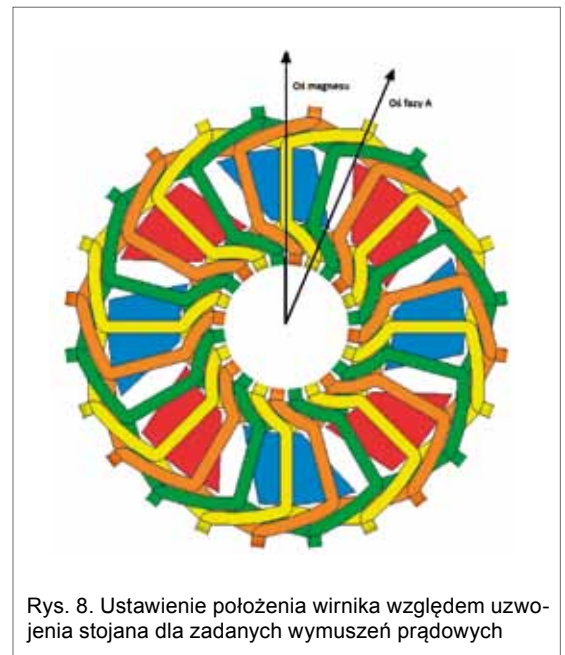 Oś magnesu
Oś fazy A
Rys. 8. Ustawienie położenia wirnika względem uzwo-
jenia stojana dla zadanych wymuszeń prądowych